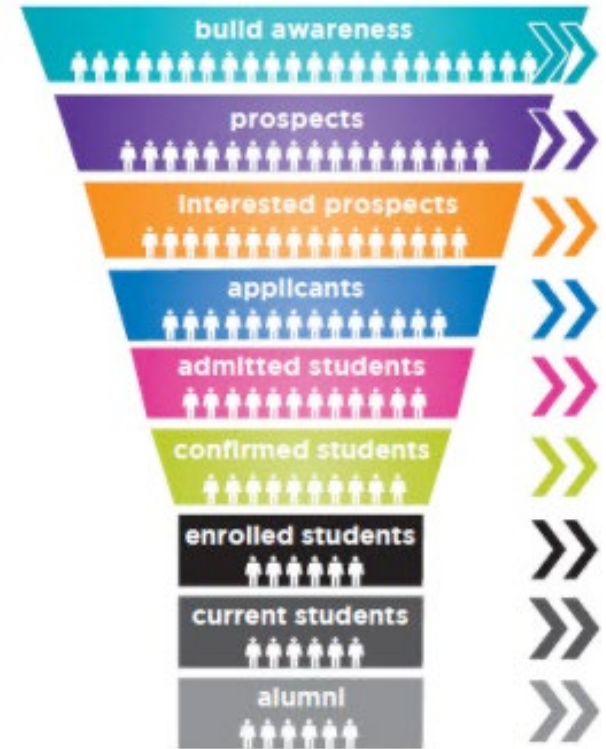 build awareness
prospects
interested prospects
applicants
admitted students
confirmed students
enrolled students
current students
alumni